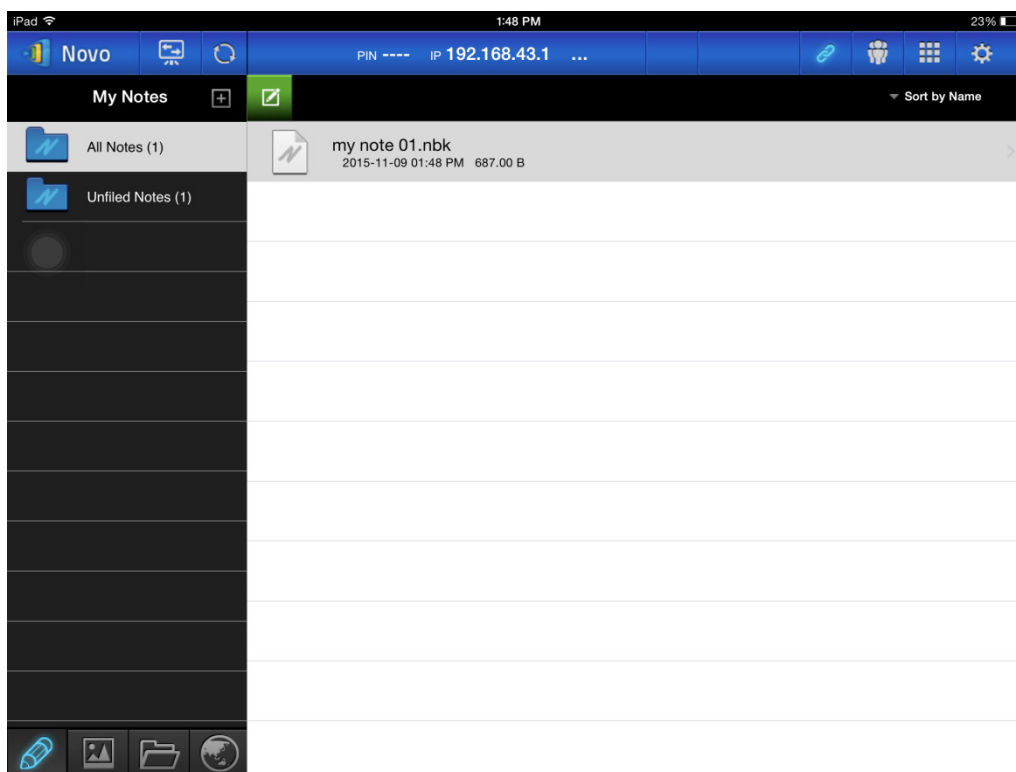 iPad 1:48 PM 23%
Novo PIN ---- IP 192.168.43.1 ...
My Notes Sort by Name
All Notes (1)
my note 01.nbk
2015-11-09 01:48 PM 687.00 B
Unfiled Notes (1)